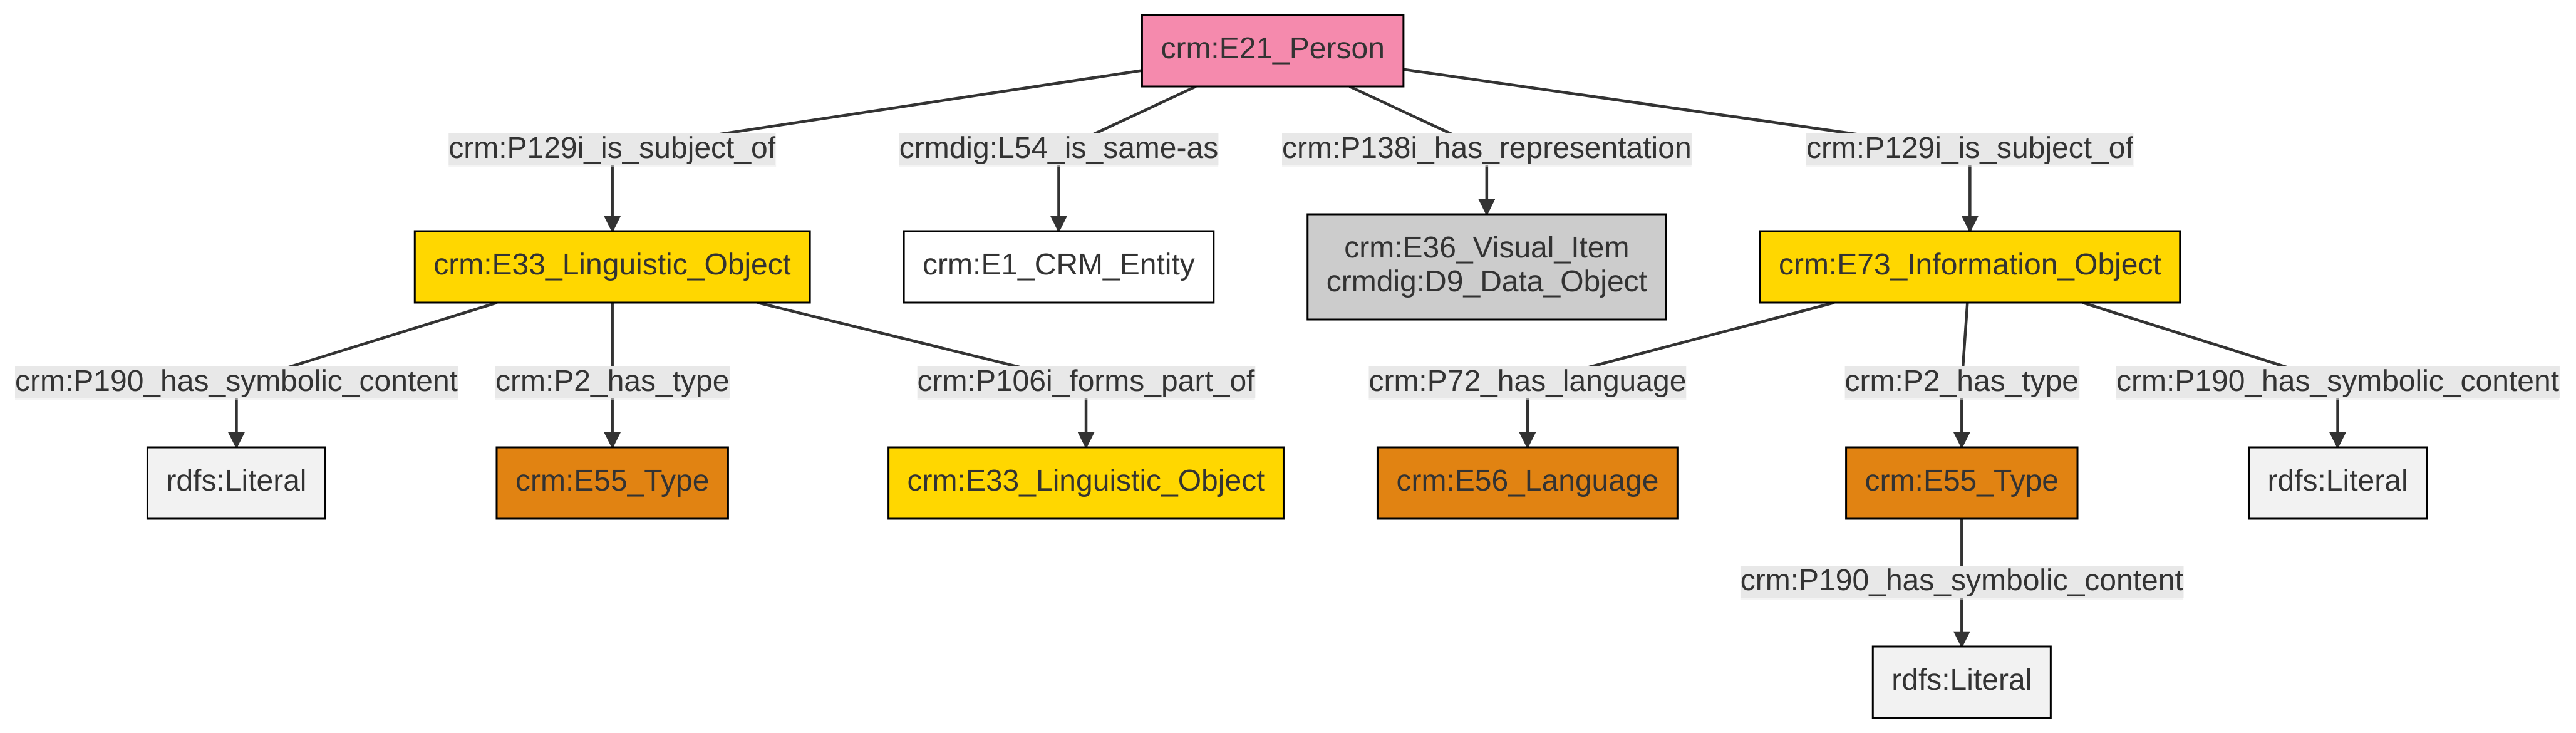 crm:E21_Person
crm:P129i_is_subject_of
crmdig:L54_is_same-as
crm:P138i_has_representation
crm:P129i_is_subject_of
crm:E33_Linguistic_Object
crm:E1_CRM_Entity
crm:E36_Visual_Item
crmdig:D9_Data_Object
crm:E73_Information_Object
crm:P190_has_symbolic_content
crm:P2_has_type
crm:P106i_forms_part_of
crm:P72_has_language
crm:P2_has_type
crm:P190_has_symbolic_content
rdfs:Literal
crm:E55_Type
crm:E33_Linguistic_Object
crm:E56_Language
crm:E55_Type
rdfs:Literal
crm:P190_has_symbolic_content
rdfs:Literal